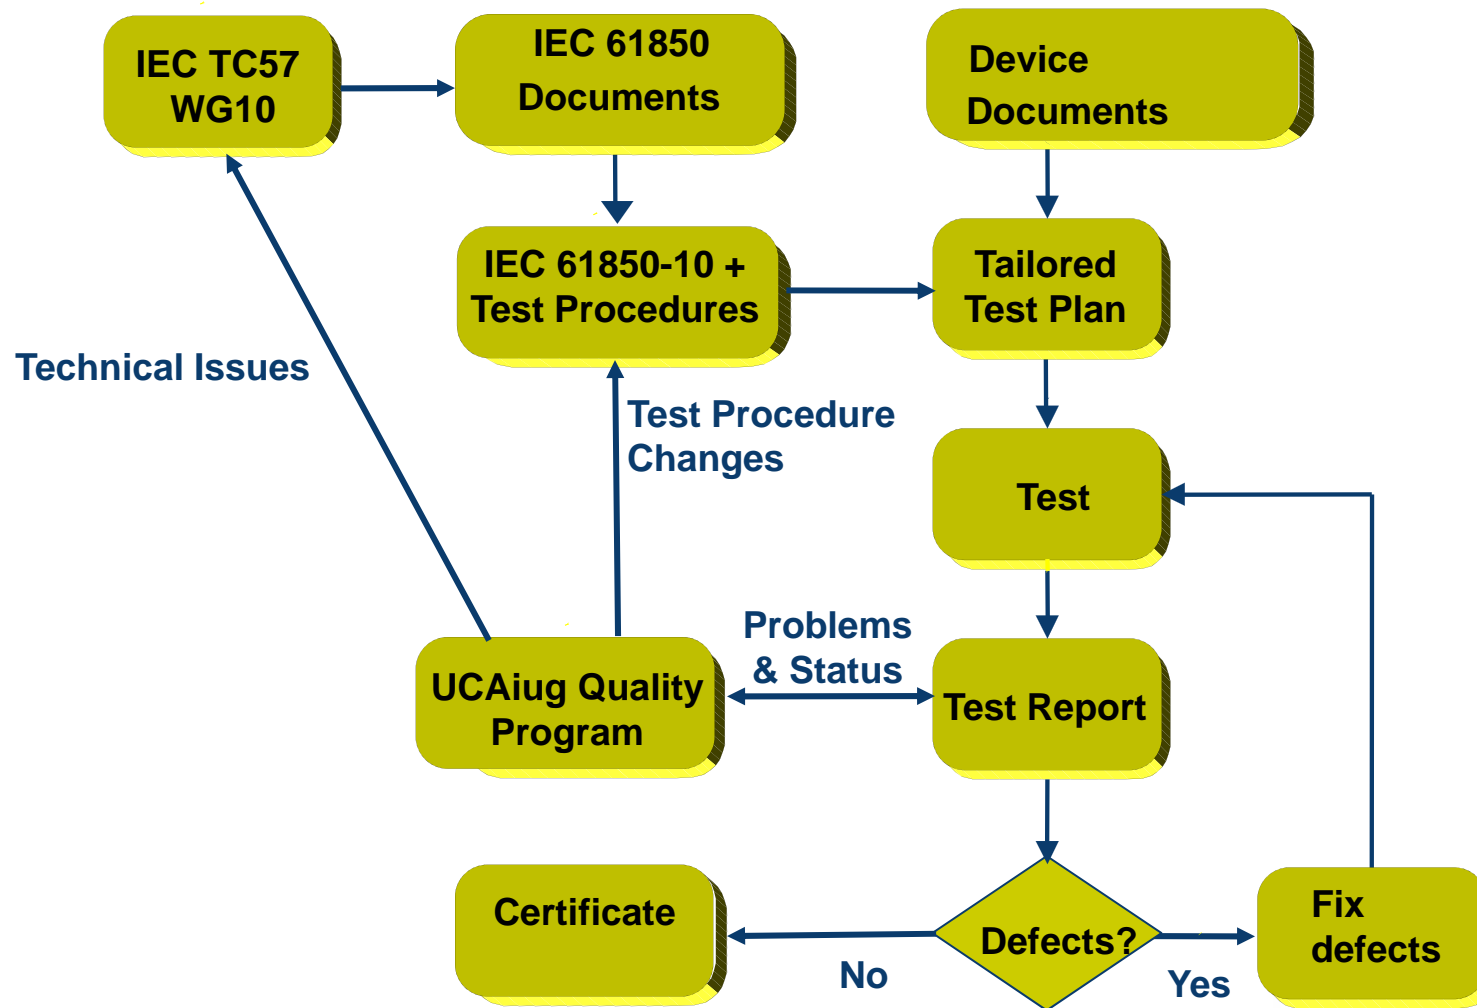 IEC TC57
WG10
IEC 61850
Documents
Device
Documents
IEC 61850-10 +
Test Procedures
Tailored
Test Plan
Technical Issues
Test Procedure
Changes
Test
Problems
& Status
UCAiug Quality
Program
Test Report
Certificate
Defects?
Fix
defects
No
Yes